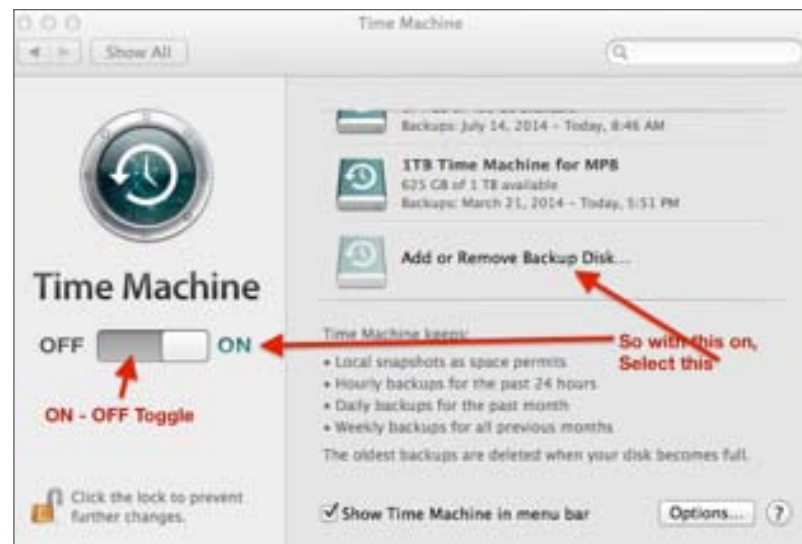 Time Machine
Show All
Backups: July 14, 2014 – Today, 8:46 AM
1TB Time Machine for MPB
625 GB of 1 TB available
Backups: March 21, 2014 – Today, 5:51 PM
Add or Remove Backup Disk...
Time Machine
OFF
ON
ON - OFF Toggle
So with this on,
Select this
Time Machine keeps:
• Local snapshots as space permits
• Hourly backups for the past 24 hours
• Daily backups for the past month
• Weekly backups for all previous months
The oldest backups are deleted when your disk becomes full.
Click the lock to prevent
further changes.
Show Time Machine in menu bar
Options...
?